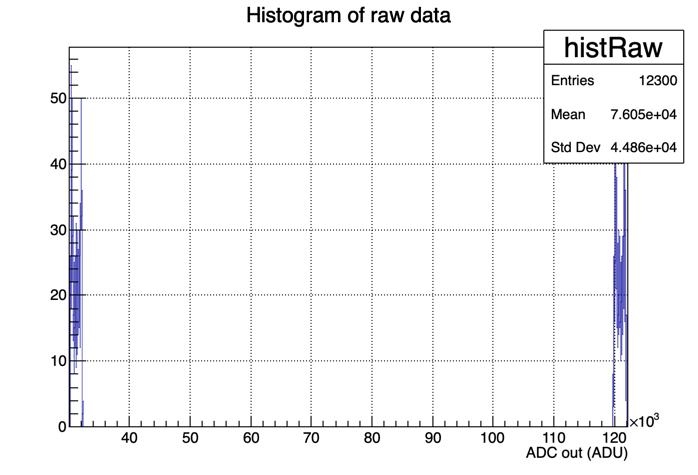 Histogram of raw data
histRaw
Entries 12300
Mean 7.605e+04
Std Dev 4.486e+04
50
40
30
20
10
0
40 50 60 70 80 90 100 110 120
×10³
ADC out (ADU)